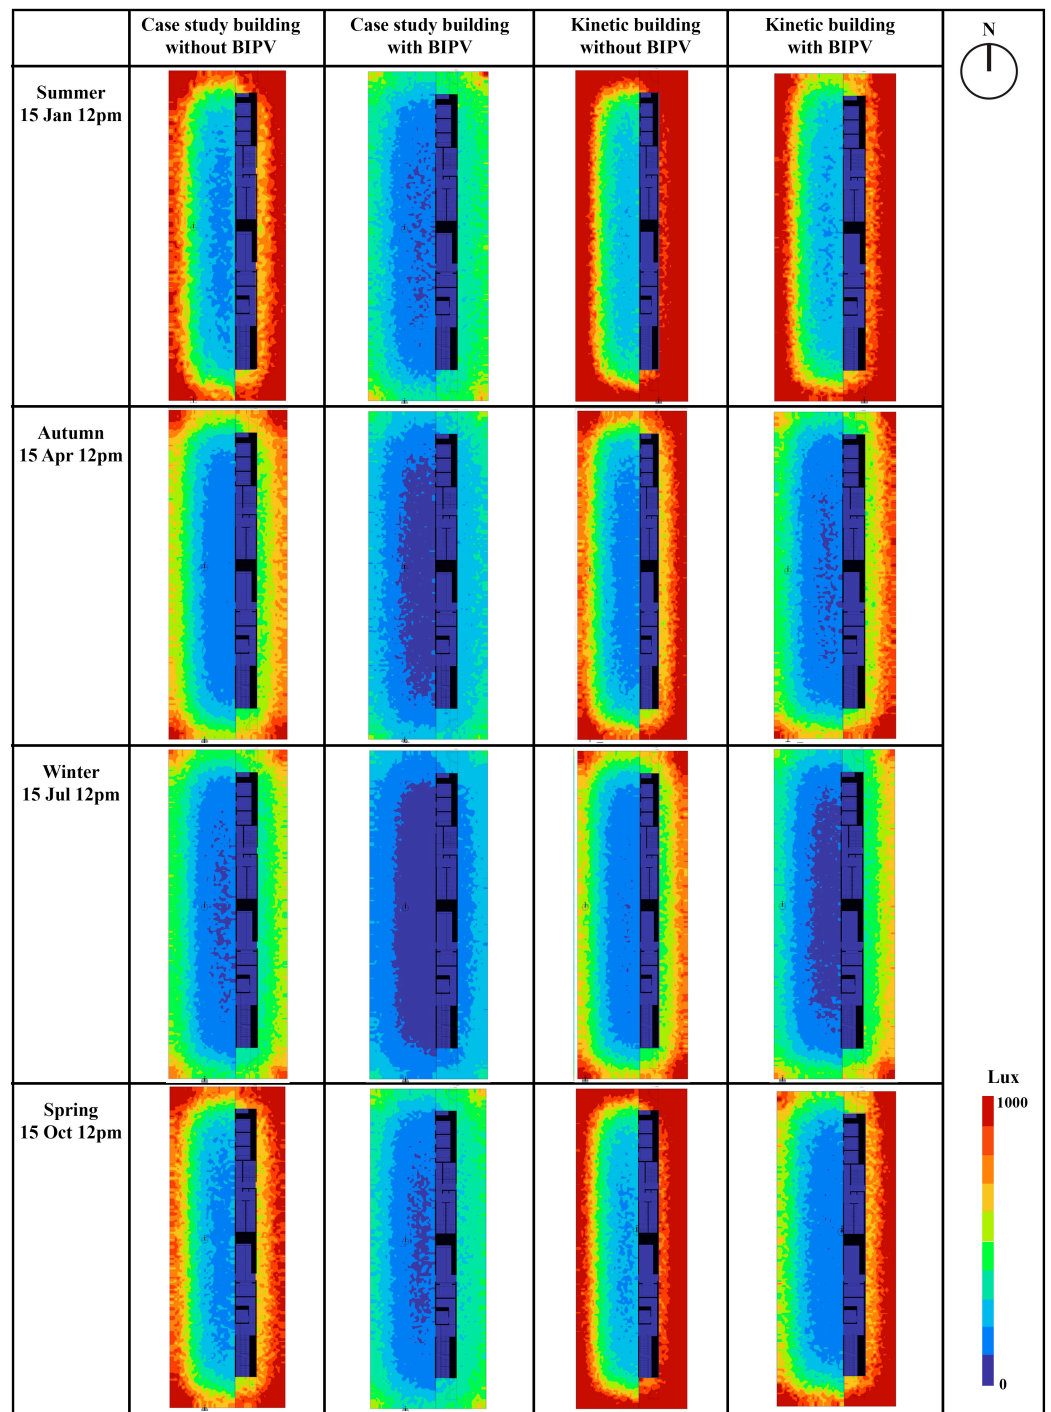 Case study building
without BIPV
Case study building
with BIPV
Kinetic building
without BIPV
Kinetic building
with BIPV
N
Summer
15 Jan 12pm
Autumn
15 Apr 12pm
Winter
15 Jul 12pm
Spring
15 Oct 12pm
Lux
1000
0